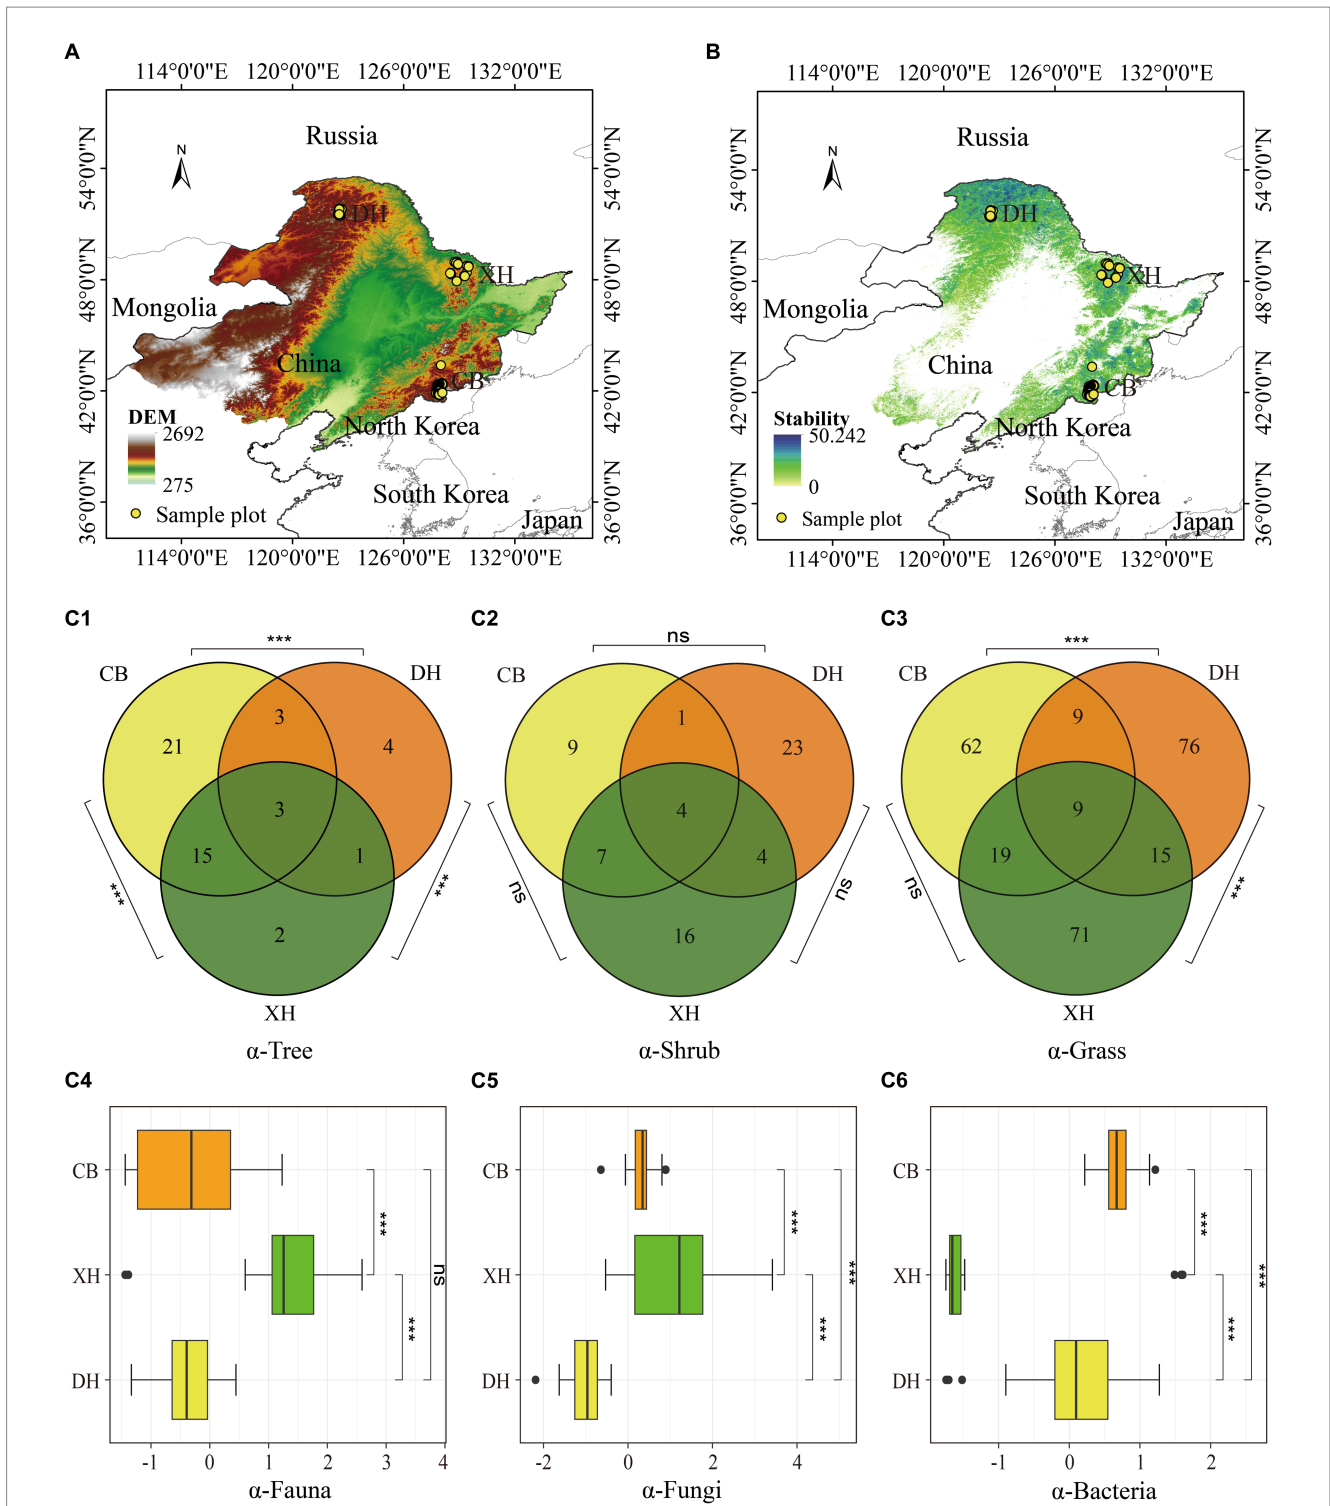 A
114°0'0"E 120°0'0"E 126°0'0"E 132°0'0"E
54°0'0"N
48°0'0"N
42°0'0"N
36°0'0"N
N
Russia
DH
XH
Mongolia
China
CB
DEM
2692
275
North Korea
South Korea
Sample plot
Japan
54°0'0"N
48°0'0"N
42°0'0"N
36°0'0"N
114°0'0"E 120°0'0"E 126°0'0"E 132°0'0"E
B
114°0'0"E 120°0'0"E 126°0'0"E 132°0'0"E
54°0'0"N
48°0'0"N
42°0'0"N
36°0'0"N
N
Russia
DH
XH
Mongolia
China
CB
Stability
50.242
0
North Korea
South Korea
Sample plot
Japan
54°0'0"N
48°0'0"N
42°0'0"N
36°0'0"N
114°0'0"E 120°0'0"E 126°0'0"E 132°0'0"E
C1
***
CB
DH
3
21
4
3
15
1
***
***
2
XH
α-Tree
C2
ns
CB
DH
1
9
23
4
7
4
ns
ns
16
XH
α-Shrub
C3
***
CB
DH
9
62
76
9
19
15
ns
***
71
XH
α-Grass
C4
CB
XH
DH
***
ns
***
-1 0 1 2 3 4
α-Fauna
C5
CB
XH
DH
***
***
***
-2 0 2 4
α-Fungi
C6
CB
XH
DH
***
***
***
-1 0 1 2
α-Bacteria